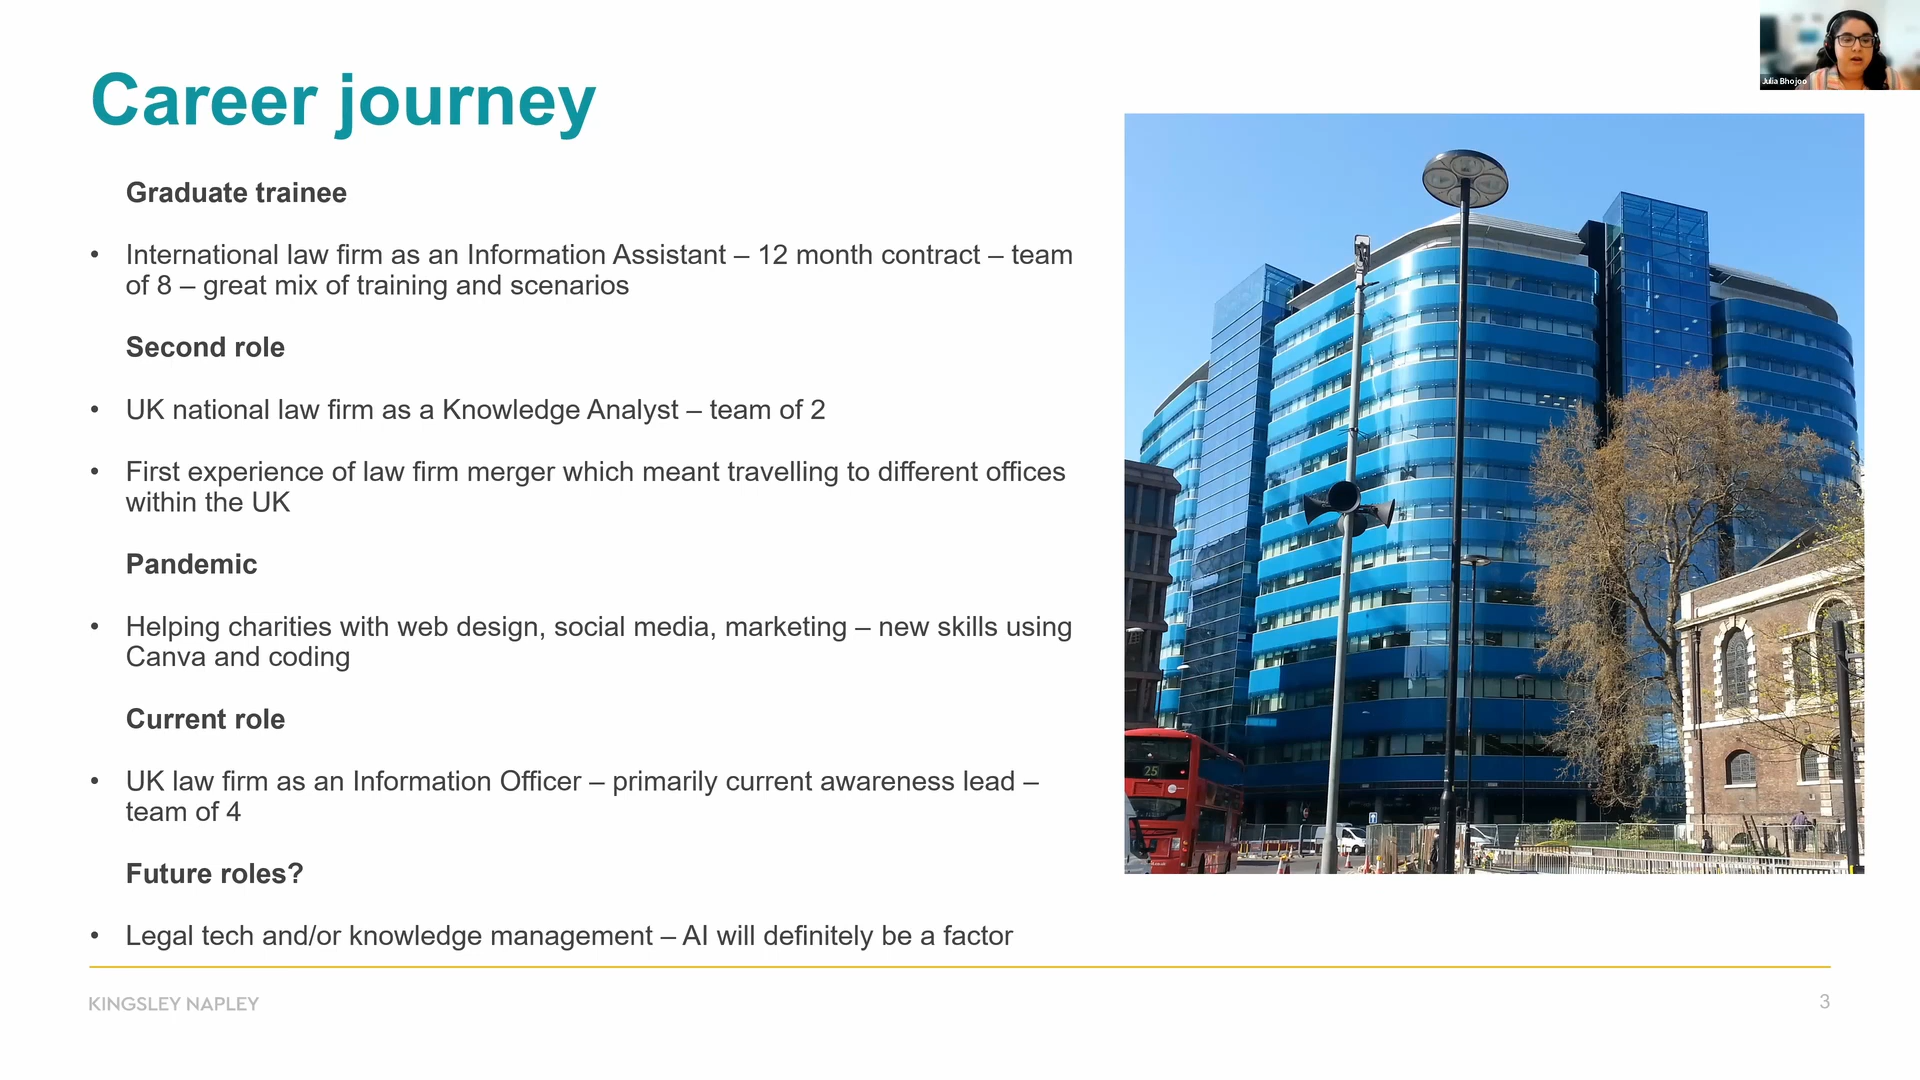 Julia Bhojoo
Career journey
Graduate trainee
• International law firm as an Information Assistant – 12 month contract – team
of 8 – great mix of training and scenarios
Second role
• UK national law firm as a Knowledge Analyst – team of 2
• First experience of law firm merger which meant travelling to different offices
within the UK
Pandemic
• Helping charities with web design, social media, marketing – new skills using
Canva and coding
Current role
• UK law firm as an Information Officer – primarily current awareness lead –
team of 4
Future roles?
• Legal tech and/or knowledge management – AI will definitely be a factor
25
KINGSLEY NAPLEY
3